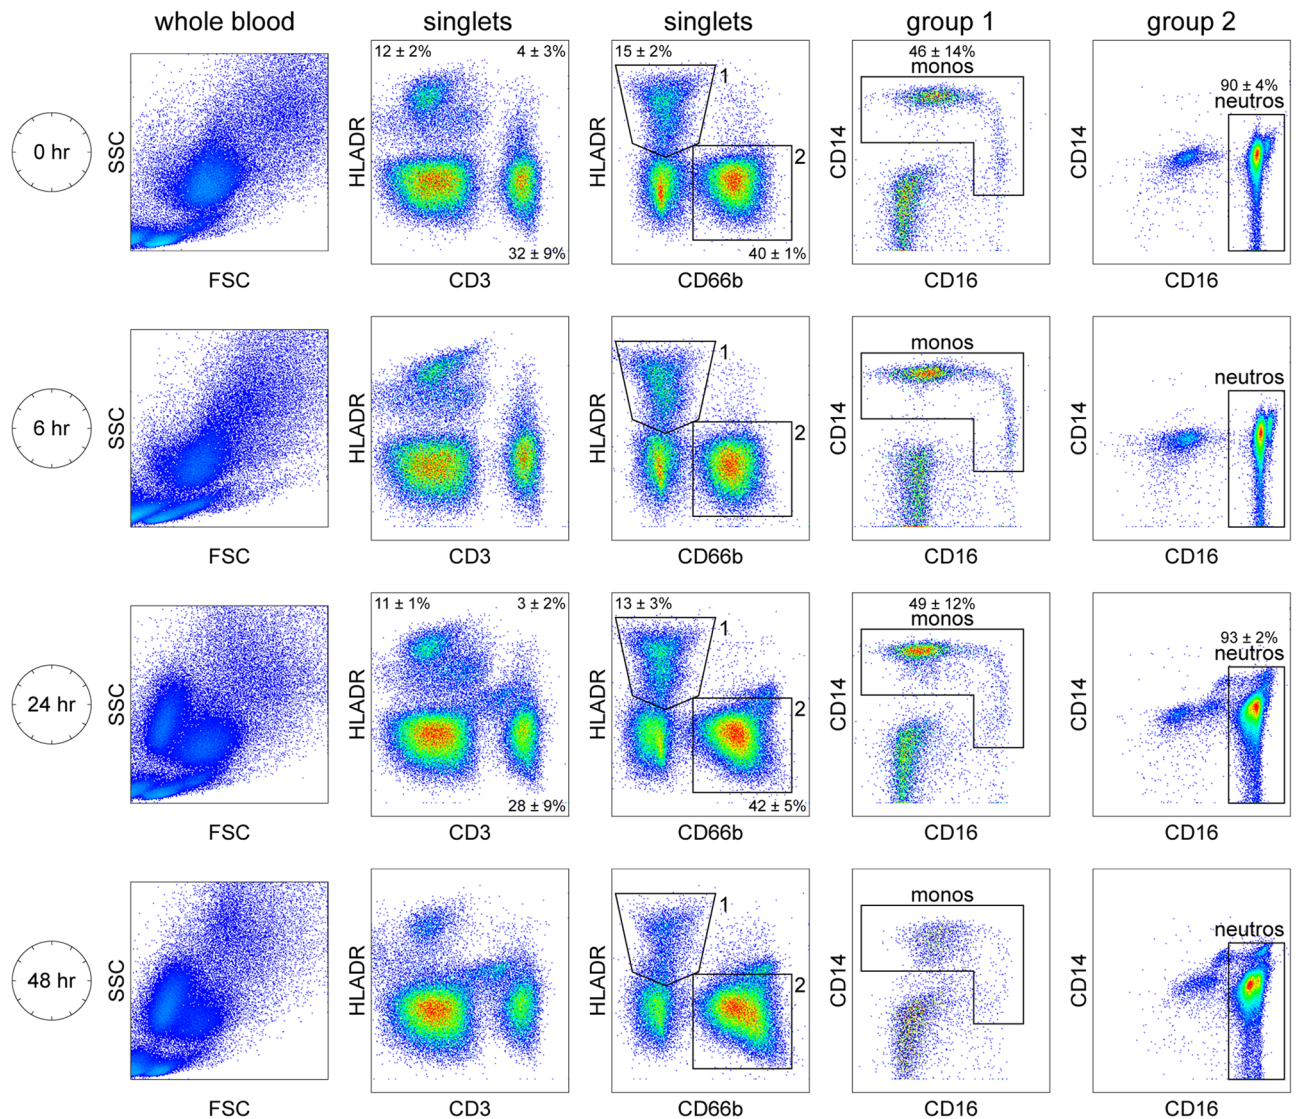 whole blood
singlets
singlets
group 1
group 2
0 hr
SSC
FSC
12 ± 2%
4 ± 3%
HLADR
32 ± 9%
CD3
15 ± 2%
1
HLADR
2
40 ± 1%
CD66b
46 ± 14%
monos
CD14
CD16
90 ± 4%
neutros
CD14
CD16
6 hr
SSC
FSC
HLADR
CD3
1
HLADR
2
CD66b
monos
CD14
CD16
neutros
CD14
CD16
24 hr
SSC
FSC
11 ± 1%
3 ± 2%
HLADR
28 ± 9%
CD3
13 ± 3%
1
HLADR
2
42 ± 5%
CD66b
49 ± 12%
monos
CD14
CD16
93 ± 2%
neutros
CD14
CD16
48 hr
SSC
FSC
HLADR
CD3
1
HLADR
2
CD66b
monos
CD14
CD16
neutros
CD14
CD16